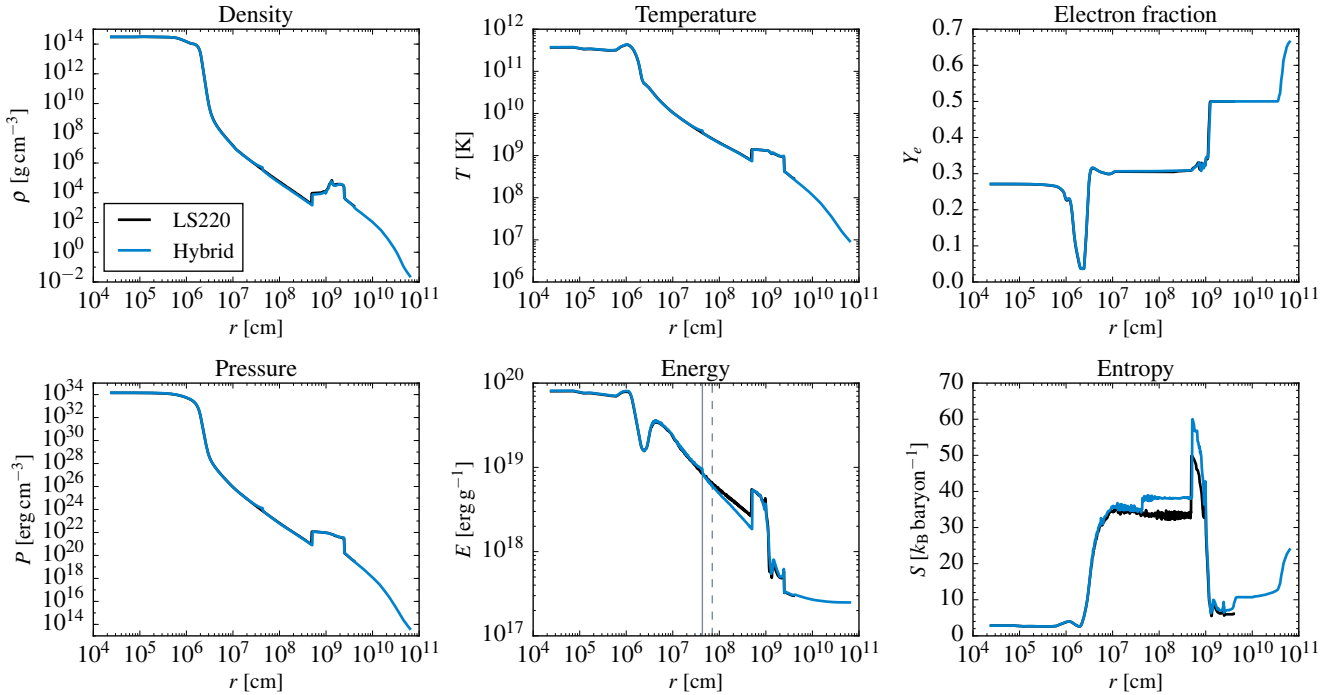 Density
10^14
10^12
10^10
10^8
10^6
10^4
10^2
10^0
10^−2
ρ [g cm^−3]
LS220
Hybrid
10^4 10^5 10^6 10^7 10^8 10^9 10^10 10^11
r [cm]
Temperature
10^12
10^11
10^10
10^9
10^8
10^7
10^6
T [K]
10^4 10^5 10^6 10^7 10^8 10^9 10^10 10^11
r [cm]
Electron fraction
0.7
0.6
0.5
0.4
0.3
0.2
0.1
0.0
Y_e
10^4 10^5 10^6 10^7 10^8 10^9 10^10 10^11
r [cm]
Pressure
10^34
10^32
10^30
10^28
10^26
10^24
10^22
10^20
10^18
10^16
10^14
P [erg cm^−3]
10^4 10^5 10^6 10^7 10^8 10^9 10^10 10^11
r [cm]
Energy
10^20
10^19
10^18
10^17
E [erg g^−1]
10^4 10^5 10^6 10^7 10^8 10^9 10^10 10^11
r [cm]
Entropy
70
60
50
40
30
20
10
0
S [k_B baryon^−1]
10^4 10^5 10^6 10^7 10^8 10^9 10^10 10^11
r [cm]